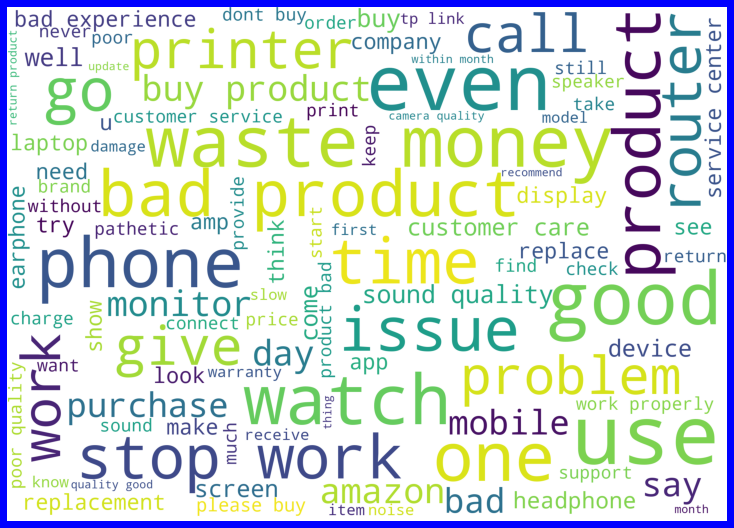 bad experience
dont buy
order
buy
tp link
call
product
router
service center
return product
never
poor
company
well
update
printer
within month
even
still
speaker
go
buy product
take
u
customer service
print
camera quality
model
laptop
damage
waste money
keep
need
recommend
brand
bad product
display
without
try
pathetic
amp
provide
first
customer care
see
earphone
phone
think
start
time
replace
find
check
return
monitor
slow
come
product bad
sound quality
good
charge
show
connect
price
issue
give
day
app
device
work
want
look
warranty
problem
poor quality
purchase
watch
thing
mobile
work properly
sound
make
much
receive
use
stop work
one
support
know
quality good
screen
amazon
bad
headphone
say
replacement
please buy
item
noise
month